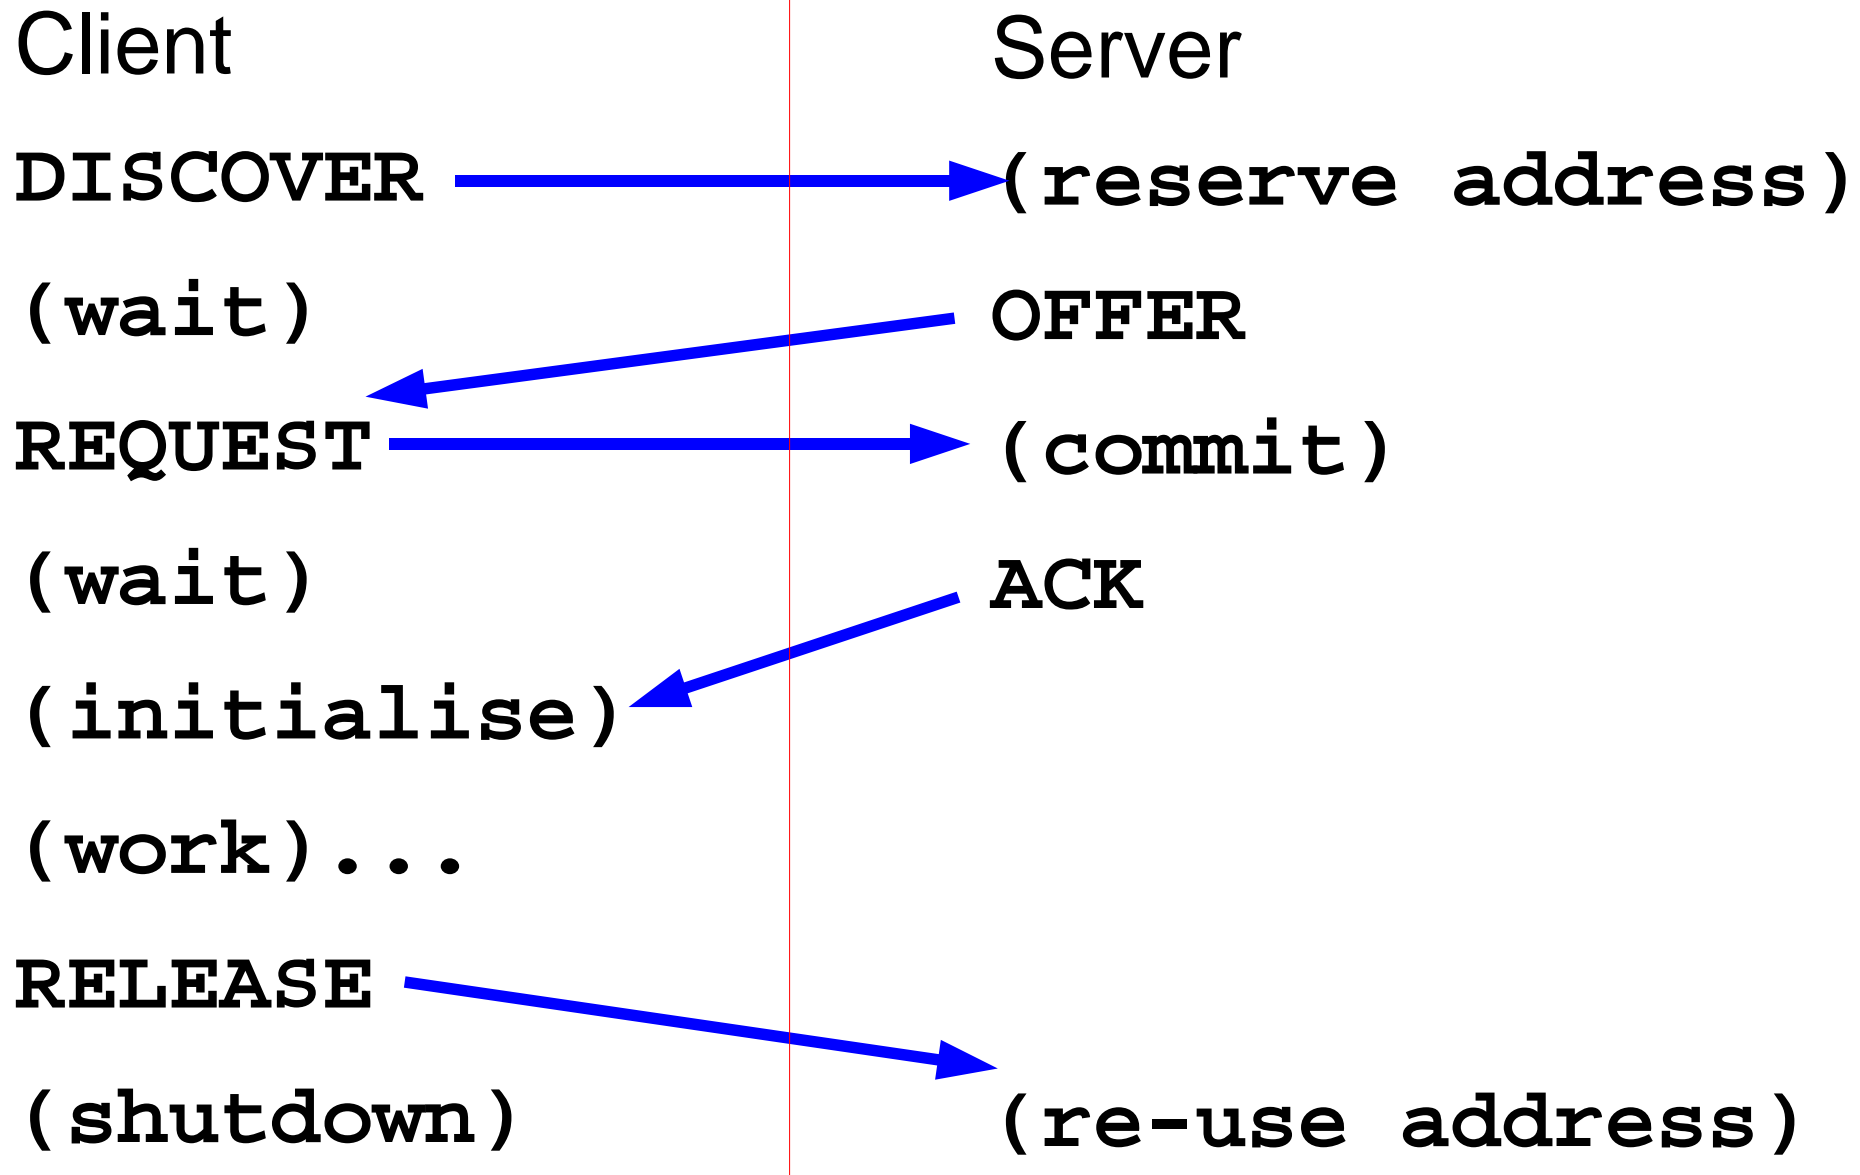 Client
Server
DISCOVER
(reserve address)
(wait)
OFFER
REQUEST
(commit)
(wait)
ACK
(initialise)
(work)...
RELEASE
(shutdown)
(re-use address)